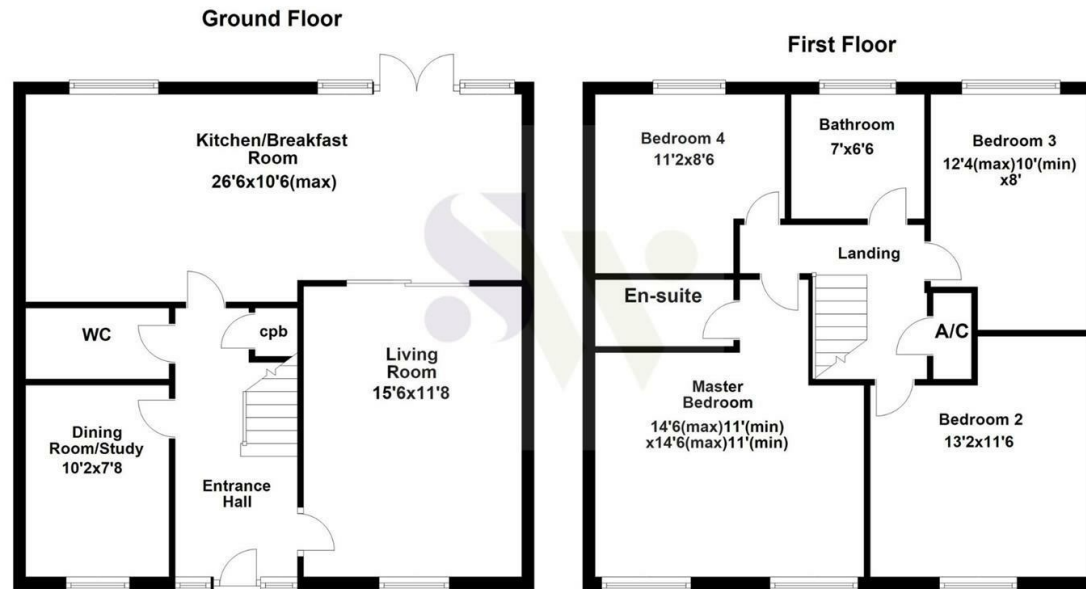 Ground Floor
Kitchen/Breakfast
Room
26'6x10'6(max)
WC
cpb
Living
Room
15'6x11'8
Dining
Room/Study
10'2x7'8
Entrance
Hall
First Floor
Bedroom 4
11'2x8'6
Bathroom
7'x6'6
Bedroom 3
12'4(max)10'(min)
x8'
Landing
En-suite
A/C
Master
Bedroom
14'6(max)11'(min)
x14'6(max)11'(min)
Bedroom 2
13'2x11'6
SW